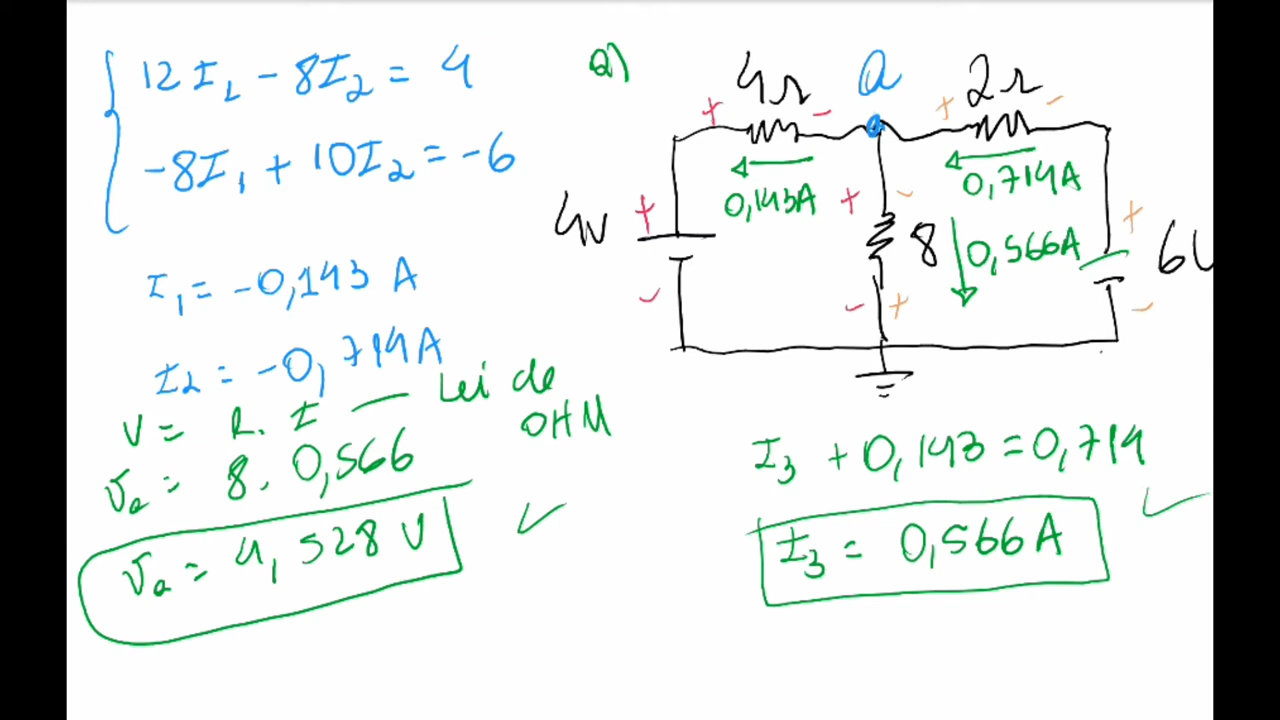 12I₁ - 8I₂ = 4
-8I₁ + 10I₂ = -6
I₁ = -0,143 A
I₂ = -0,714A
V = R. I — Lei de OHM
Va = 8. 0,566
Va = 4,528 V
a)
4Ω
a
2Ω
+ - + -
0,143A
0,714A
4V
+
+
-
8
0,566A
+
6V
-
-
+
-
I₃ + 0,143 = 0,714
I₃ = 0,566A